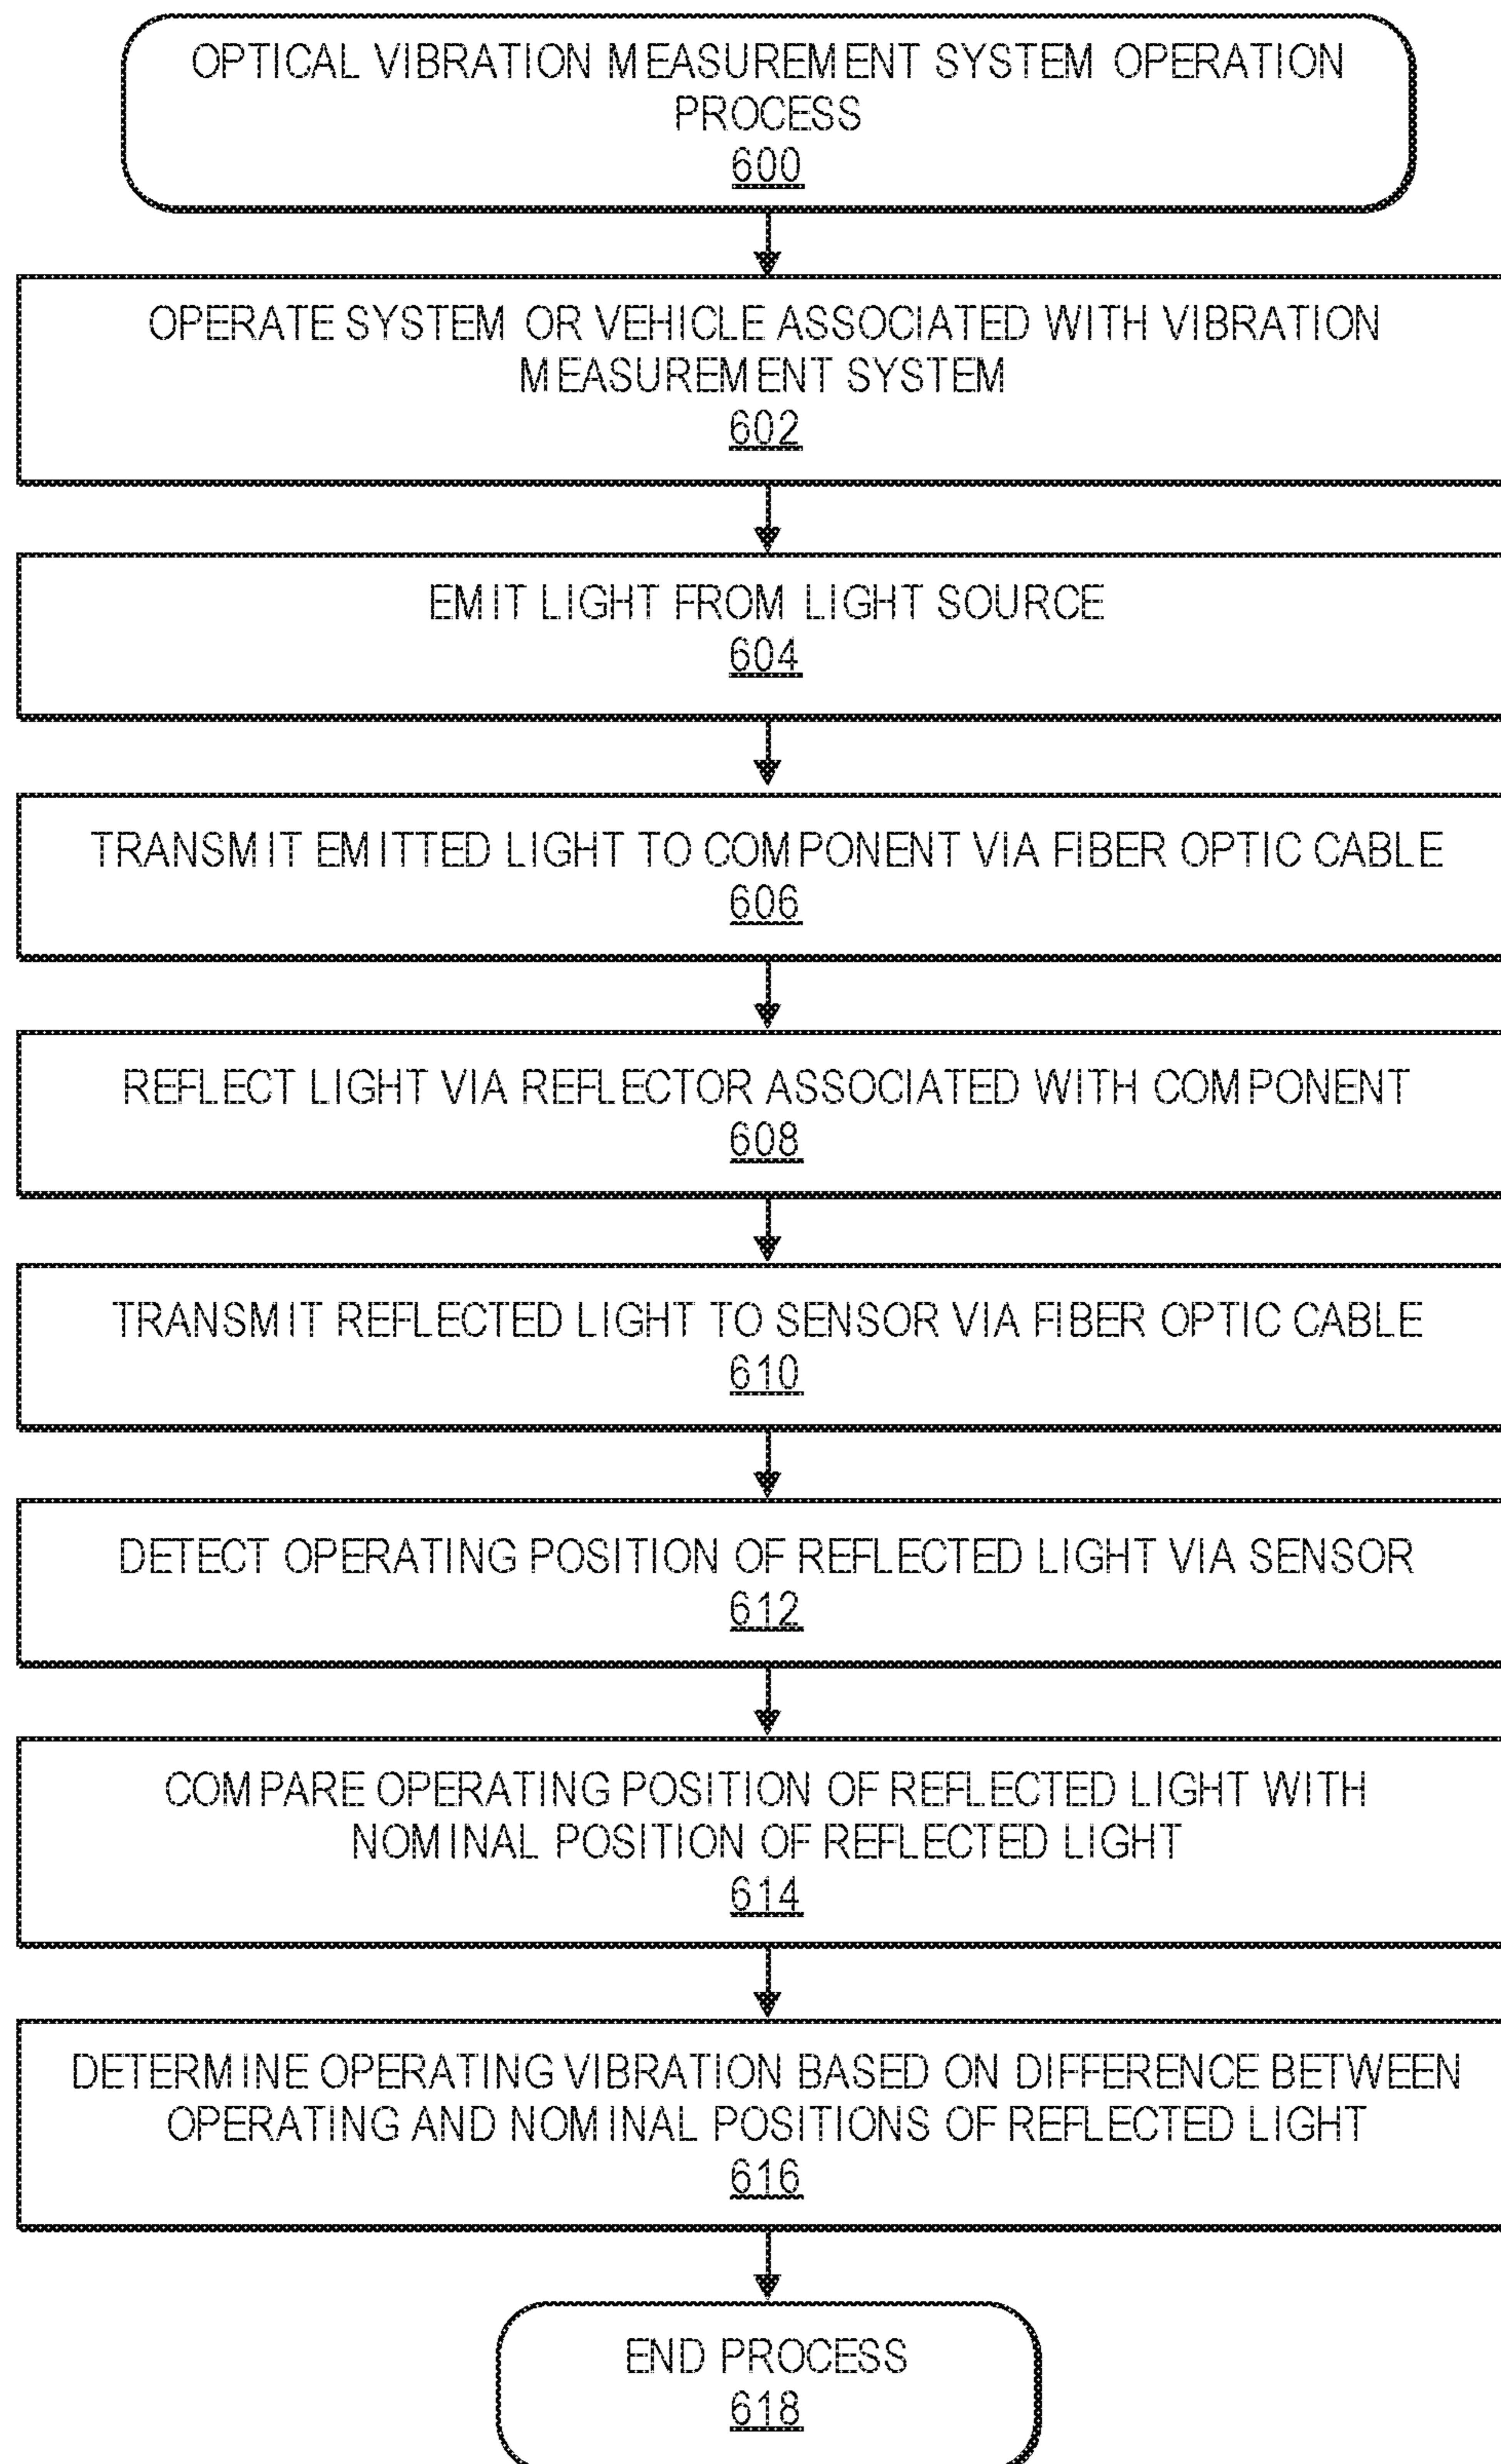 OPTICAL VIBRATION MEASUREMENT SYSTEM OPERATION
PROCESS
600
OPERATE SYSTEM OR VEHICLE ASSOCIATED WITH VIBRATION
MEASUREMENT SYSTEM
602
EMIT LIGHT FROM LIGHT SOURCE
604
TRANSMIT EMITTED LIGHT TO COMPONENT VIA FIBER OPTIC CABLE
606
REFLECT LIGHT VIA REFLECTOR ASSOCIATED WITH COMPONENT
608
TRANSMIT REFLECTED LIGHT TO SENSOR VIA FIBER OPTIC CABLE
610
DETECT OPERATING POSITION OF REFLECTED LIGHT VIA SENSOR
612
COMPARE OPERATING POSITION OF REFLECTED LIGHT WITH
NOMINAL POSITION OF REFLECTED LIGHT
614
DETERMINE OPERATING VIBRATION BASED ON DIFFERENCE BETWEEN
OPERATING AND NOMINAL POSITIONS OF REFLECTED LIGHT
616
END PROCESS
618